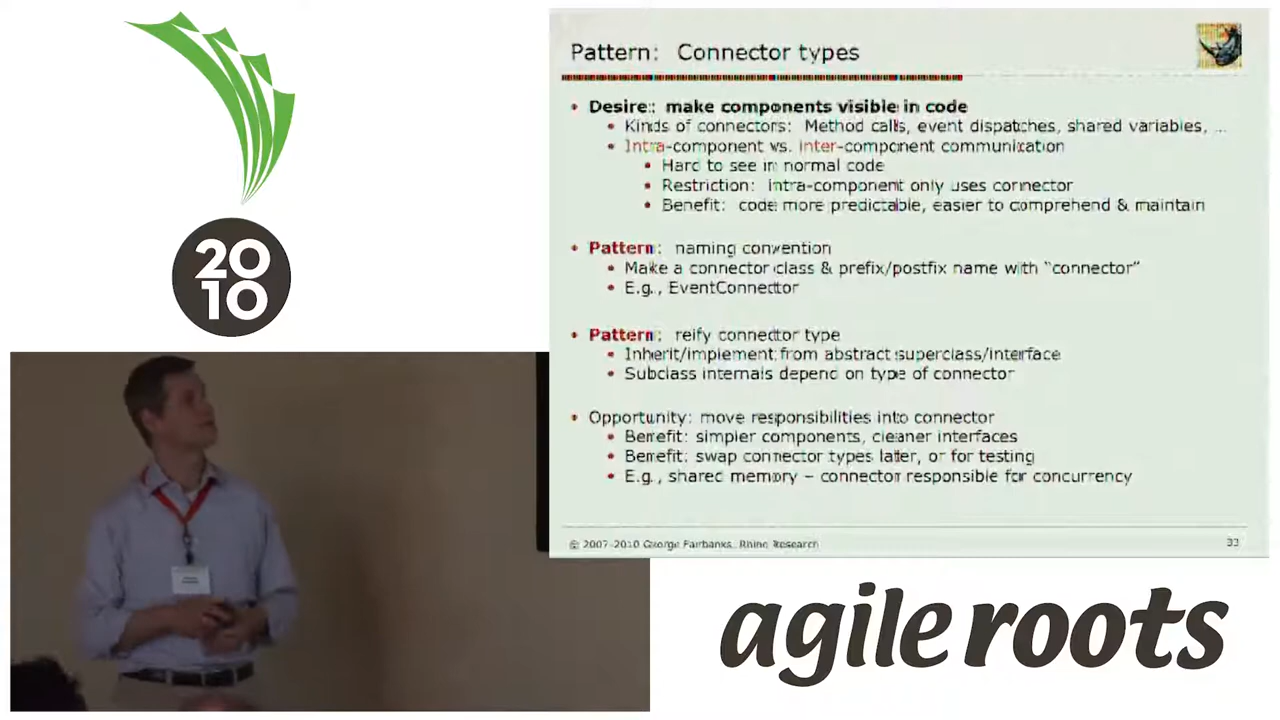 20
10
Pattern: Connector types
Desire: make components visible in code
Kinds of connectors: Method calls, event dispatches, shared variables, ...
Intra-component vs. inter-component communication
Hard to see in normal code
Restriction: intra-component only uses connector
Benefit: code more predictable, easier to comprehend & maintain
Pattern: naming convention
Make a connector class & prefix/postfix name with "connector"
E.g., EventConnector
Pattern: reify connector type
Inherit/implement from abstract superclass/interface
Subclass internals depend on type of connector
Opportunity: move responsibilities into connector
Benefit: simpler components, cleaner interfaces
Benefit: swap connector types later, or for testing
E.g., shared memory – connector responsible for concurrency
© 2007-2010 George Fairbanks, Rhino Research
33
agile roots